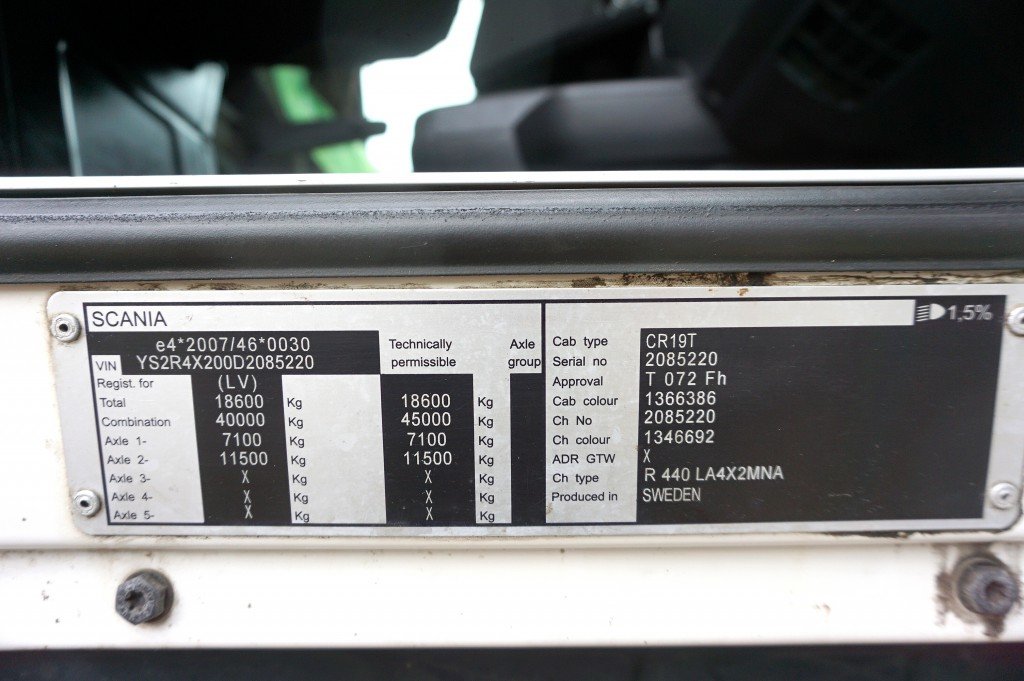 SCANIA
1,5%
e4*2007/46*0030
VIN YS2R4X200D2085220
Technically permissible
Axle group
Regist. for (LV)
Total 18600 Kg 18600 Kg
Combination 40000 Kg 45000 Kg
Axle 1- 7100 Kg 7100 Kg
Axle 2- 11500 Kg 11500 Kg
Axle 3- X Kg X Kg
Axle 4- X Kg X Kg
Axle 5- X Kg X Kg
Cab type CR19T
Serial no 2085220
Approval T 072 Fh
Cab colour 1366386
Ch No 2085220
Ch colour 1346692
ADR GTW X
Ch type R 440 LA4X2MNA
Produced in SWEDEN